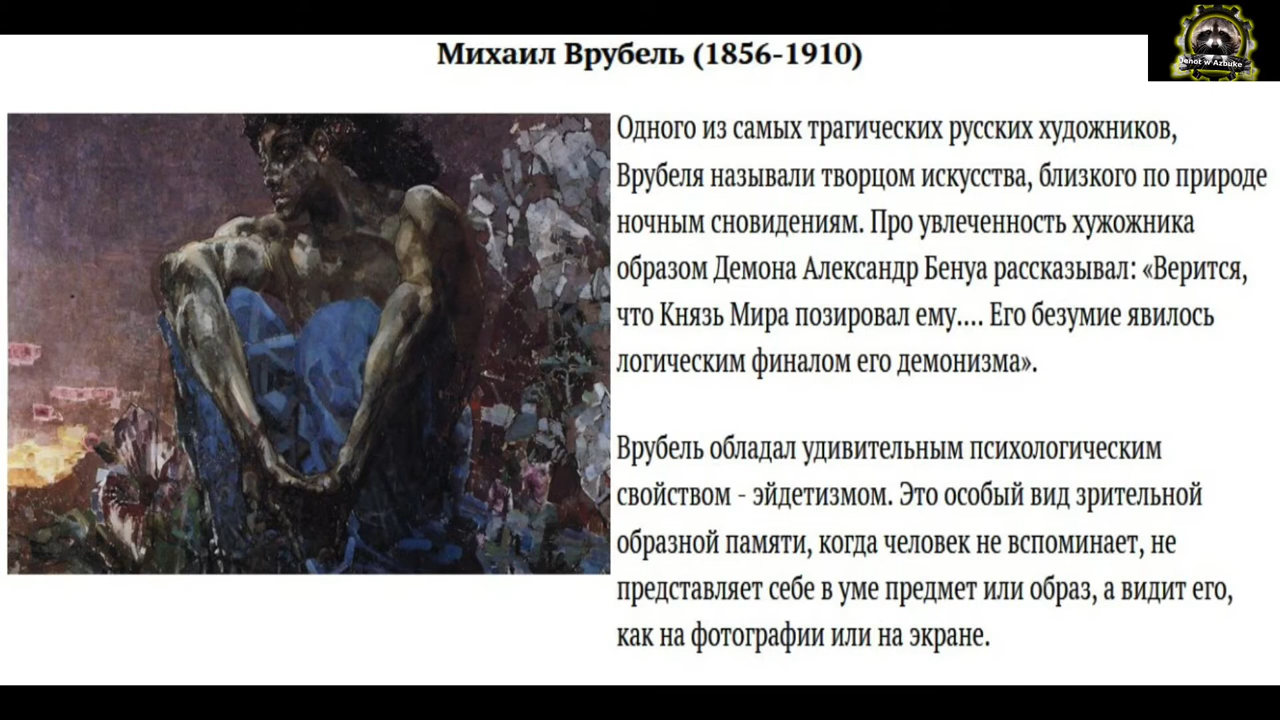 Михаил Врубель (1856-1910)
Jenot w Azbuke
Одного из самых трагических русских художников,
Врубеля называли творцом искусства, близкого по природе
ночным сновидениям. Про увлеченность хужожника
образом Демона Александр Бенуа рассказывал: «Верится,
что Князь Мира позировал ему.... Его безумие явилось
логическим финалом его демонизма».
Врубель обладал удивительным психологическим
свойством - эйдетизмом. Это особый вид зрительной
образной памяти, когда человек не вспоминает, не
представляет себе в уме предмет или образ, а видит его,
как на фотографии или на экране.